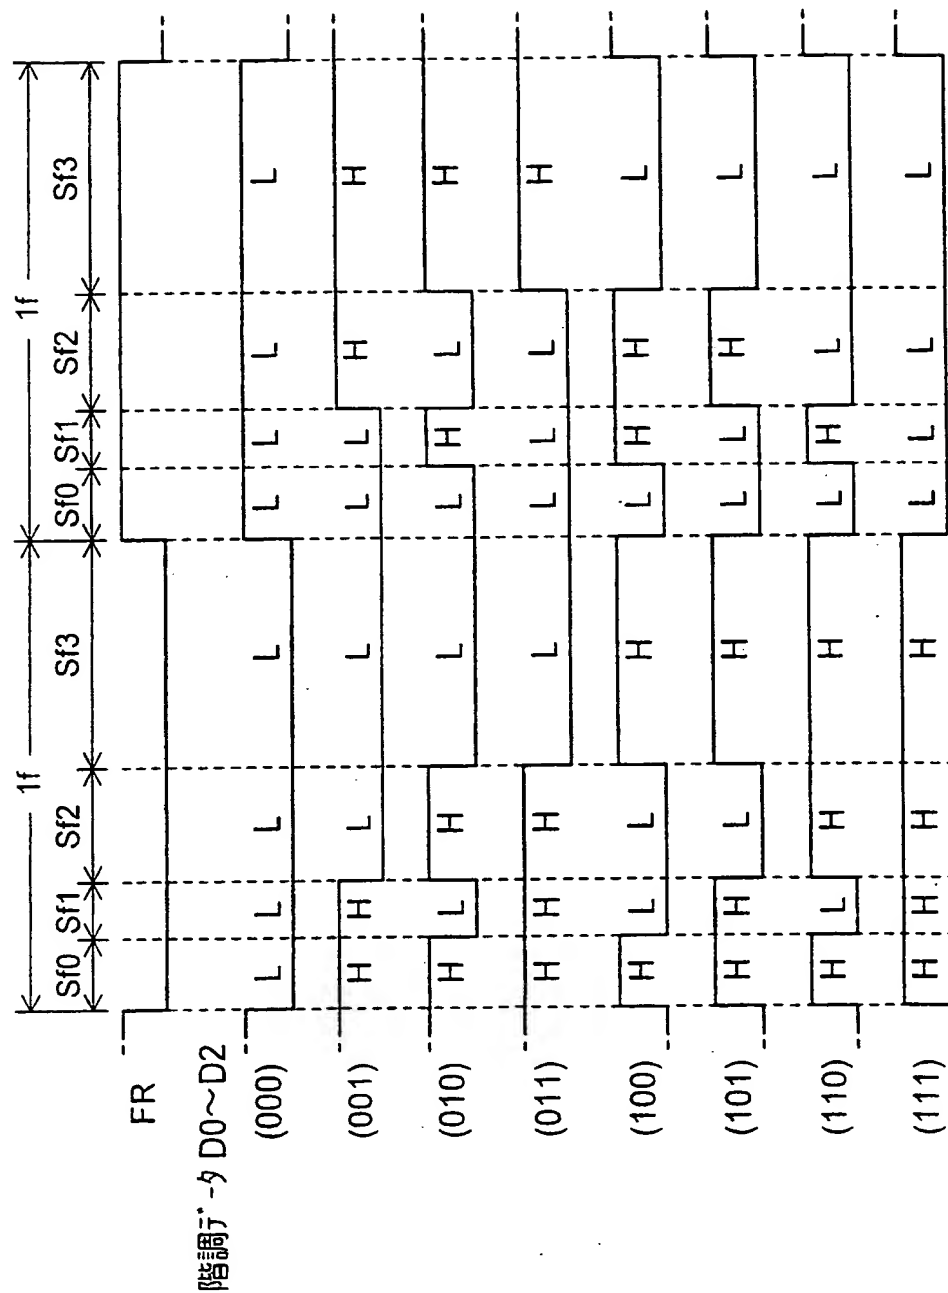 1f 1f
Sf0 Sf1 Sf2 Sf3 Sf0 Sf1 Sf2 Sf3
FR
階調データ D0～D2
(000) L L L L L L L L
(001) H H L L L L H H
(010) H L H L L H L H
(011) H H H L L L L H
(100) H L L H L H H L
(101) H H L H L L H L
(110) H L H H L H L L
(111) H H H H L L L L